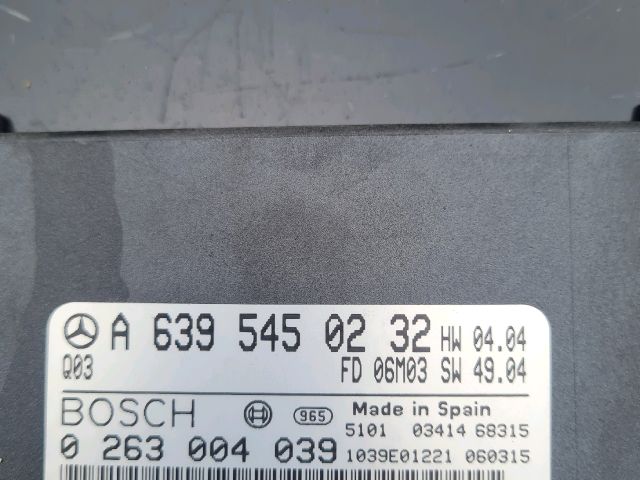 A 639 545 02 32 HW 04.04
Q03 FD 06M03 SW 49.04
BOSCH 965 Made in Spain
5101 03414 68315
0 263 004 039 1039E01221 060315